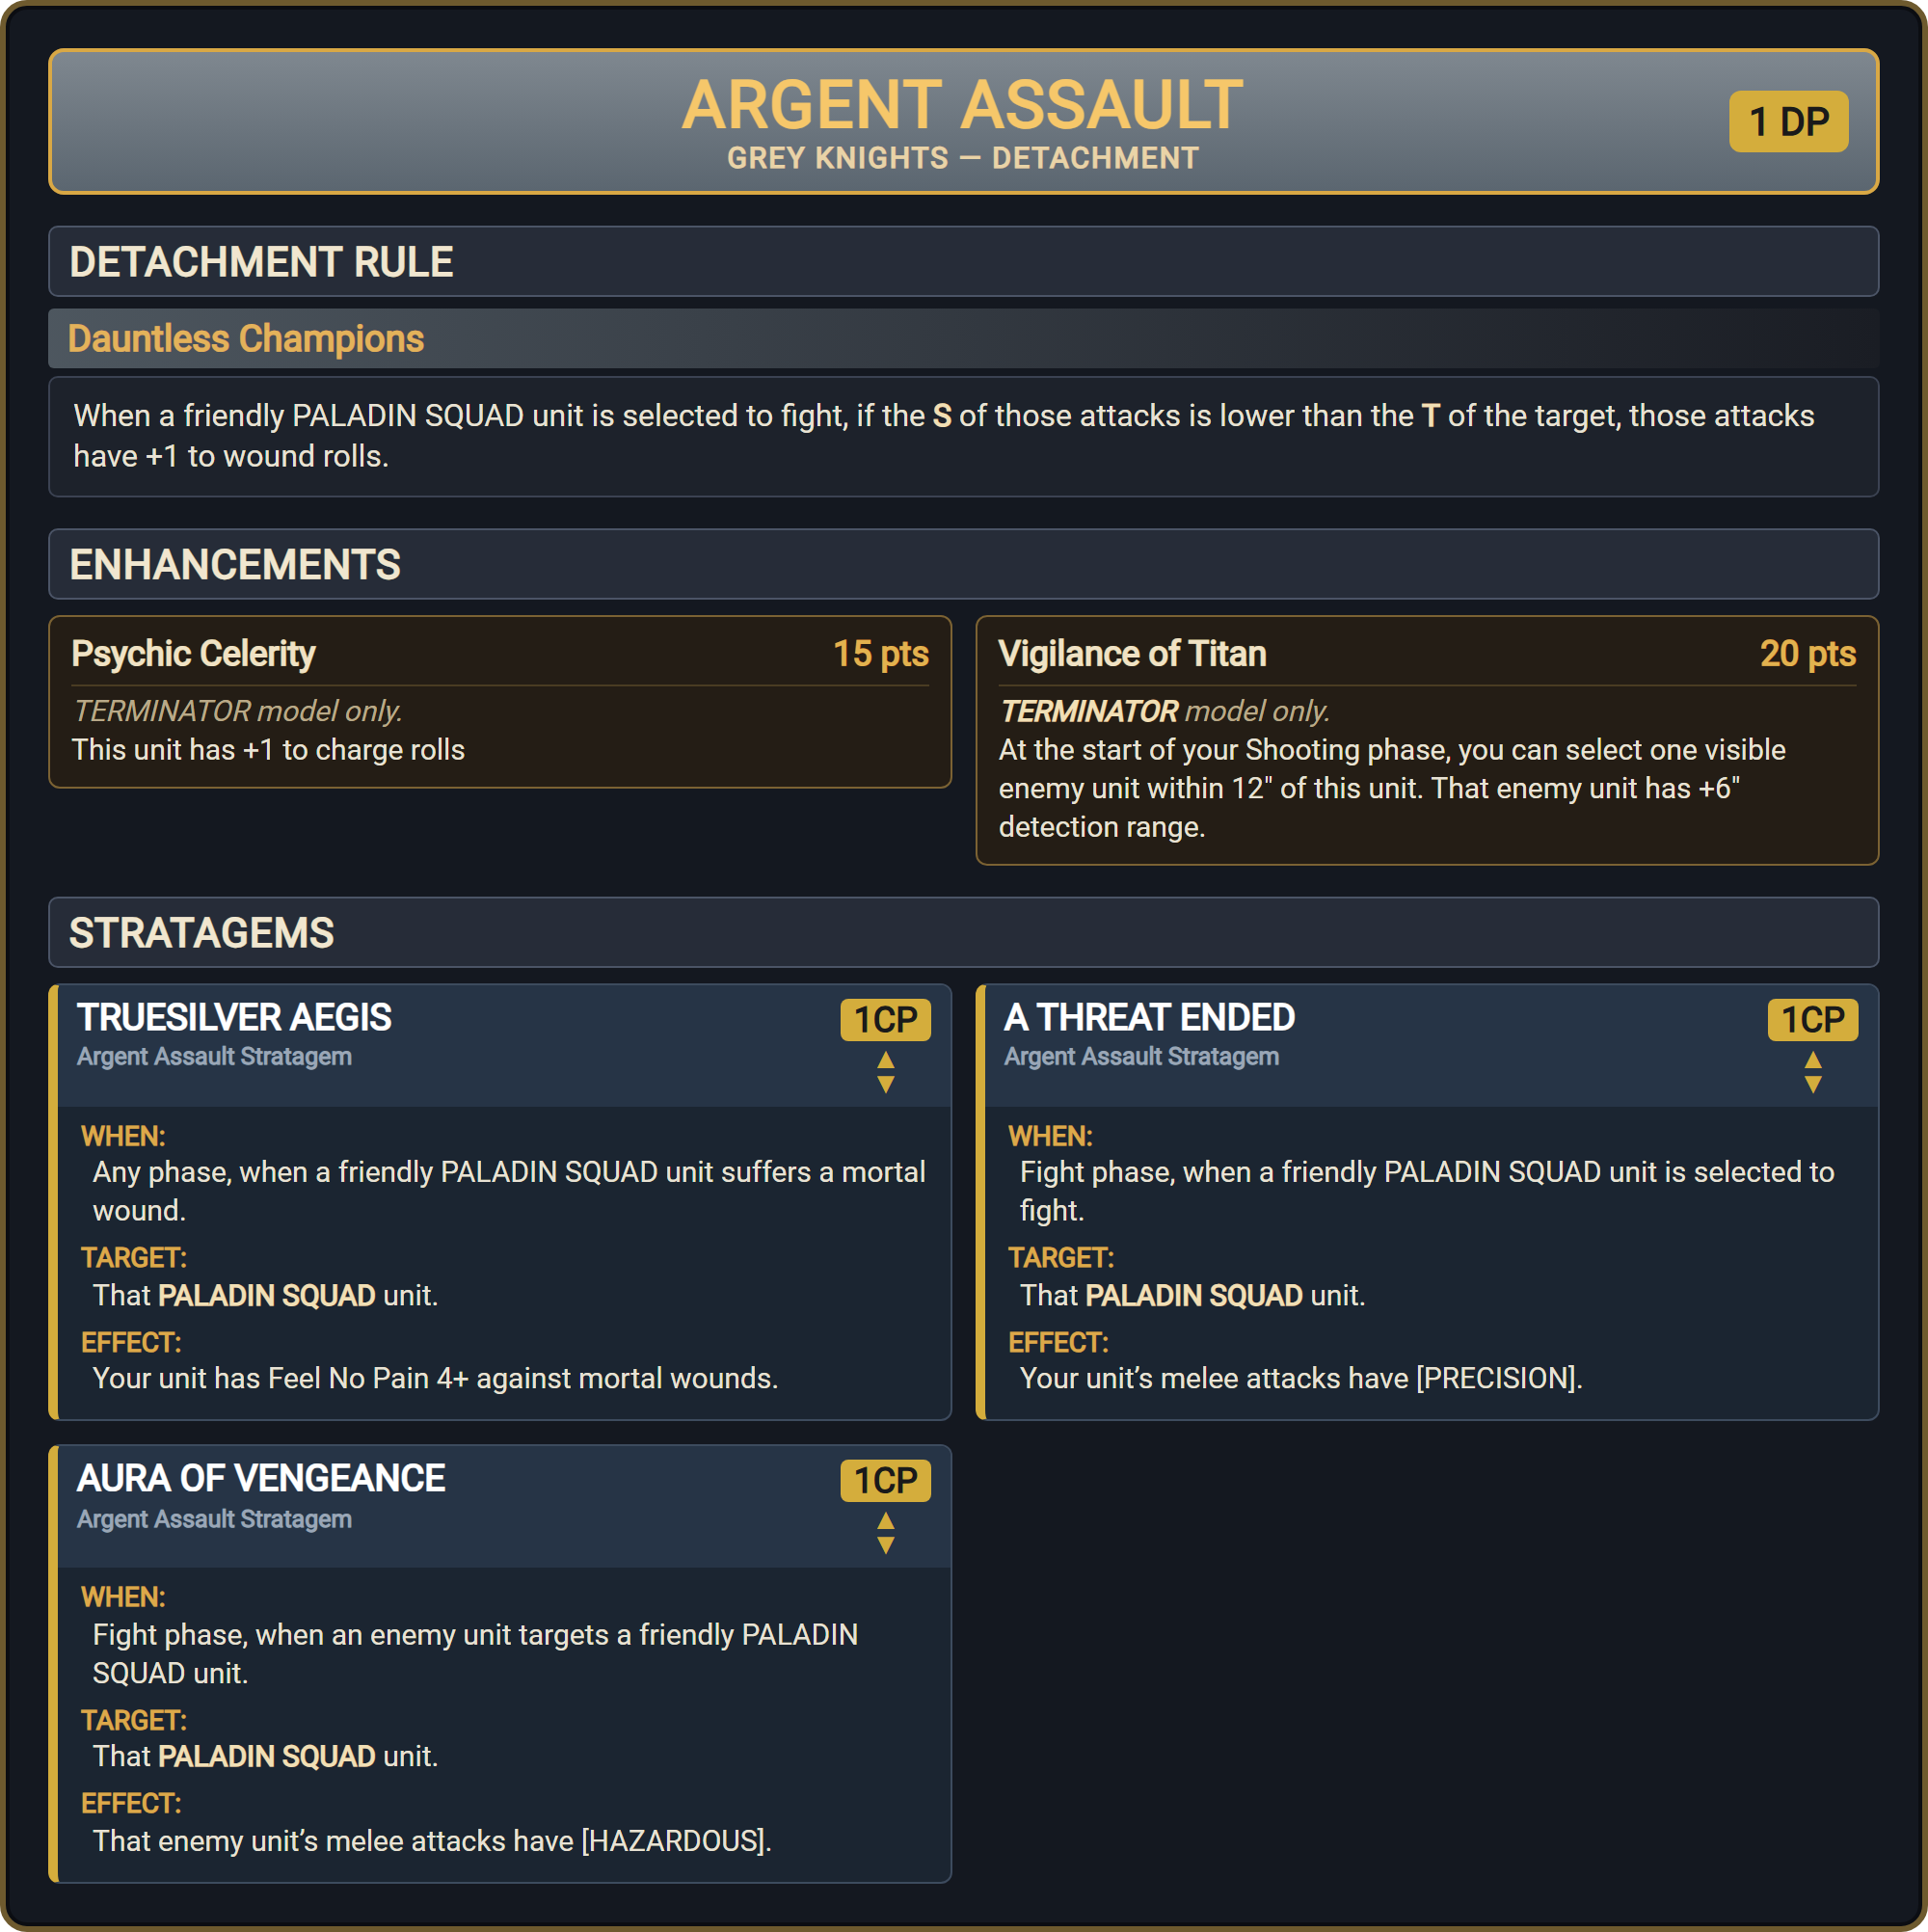 ARGENT ASSAULT
GREY KNIGHTS — DETACHMENT
1 DP
DETACHMENT RULE
Dauntless Champions
When a friendly PALADIN SQUAD unit is selected to fight, if the S of those attacks is lower than the T of the target, those attacks
have +1 to wound rolls.
ENHANCEMENTS
Psychic Celerity
15 pts
TERMINATOR model only.
This unit has +1 to charge rolls
Vigilance of Titan
20 pts
TERMINATOR model only.
At the start of your Shooting phase, you can select one visible
enemy unit within 12" of this unit. That enemy unit has +6"
detection range.
STRATAGEMS
TRUESILVER AEGIS
1CP
Argent Assault Stratagem
▲
▼
WHEN:
Any phase, when a friendly PALADIN SQUAD unit suffers a mortal
wound.
TARGET:
That PALADIN SQUAD unit.
EFFECT:
Your unit has Feel No Pain 4+ against mortal wounds.
A THREAT ENDED
1CP
Argent Assault Stratagem
▲
▼
WHEN:
Fight phase, when a friendly PALADIN SQUAD unit is selected to
fight.
TARGET:
That PALADIN SQUAD unit.
EFFECT:
Your unit’s melee attacks have [PRECISION].
AURA OF VENGEANCE
1CP
Argent Assault Stratagem
▲
▼
WHEN:
Fight phase, when an enemy unit targets a friendly PALADIN
SQUAD unit.
TARGET:
That PALADIN SQUAD unit.
EFFECT:
That enemy unit’s melee attacks have [HAZARDOUS].